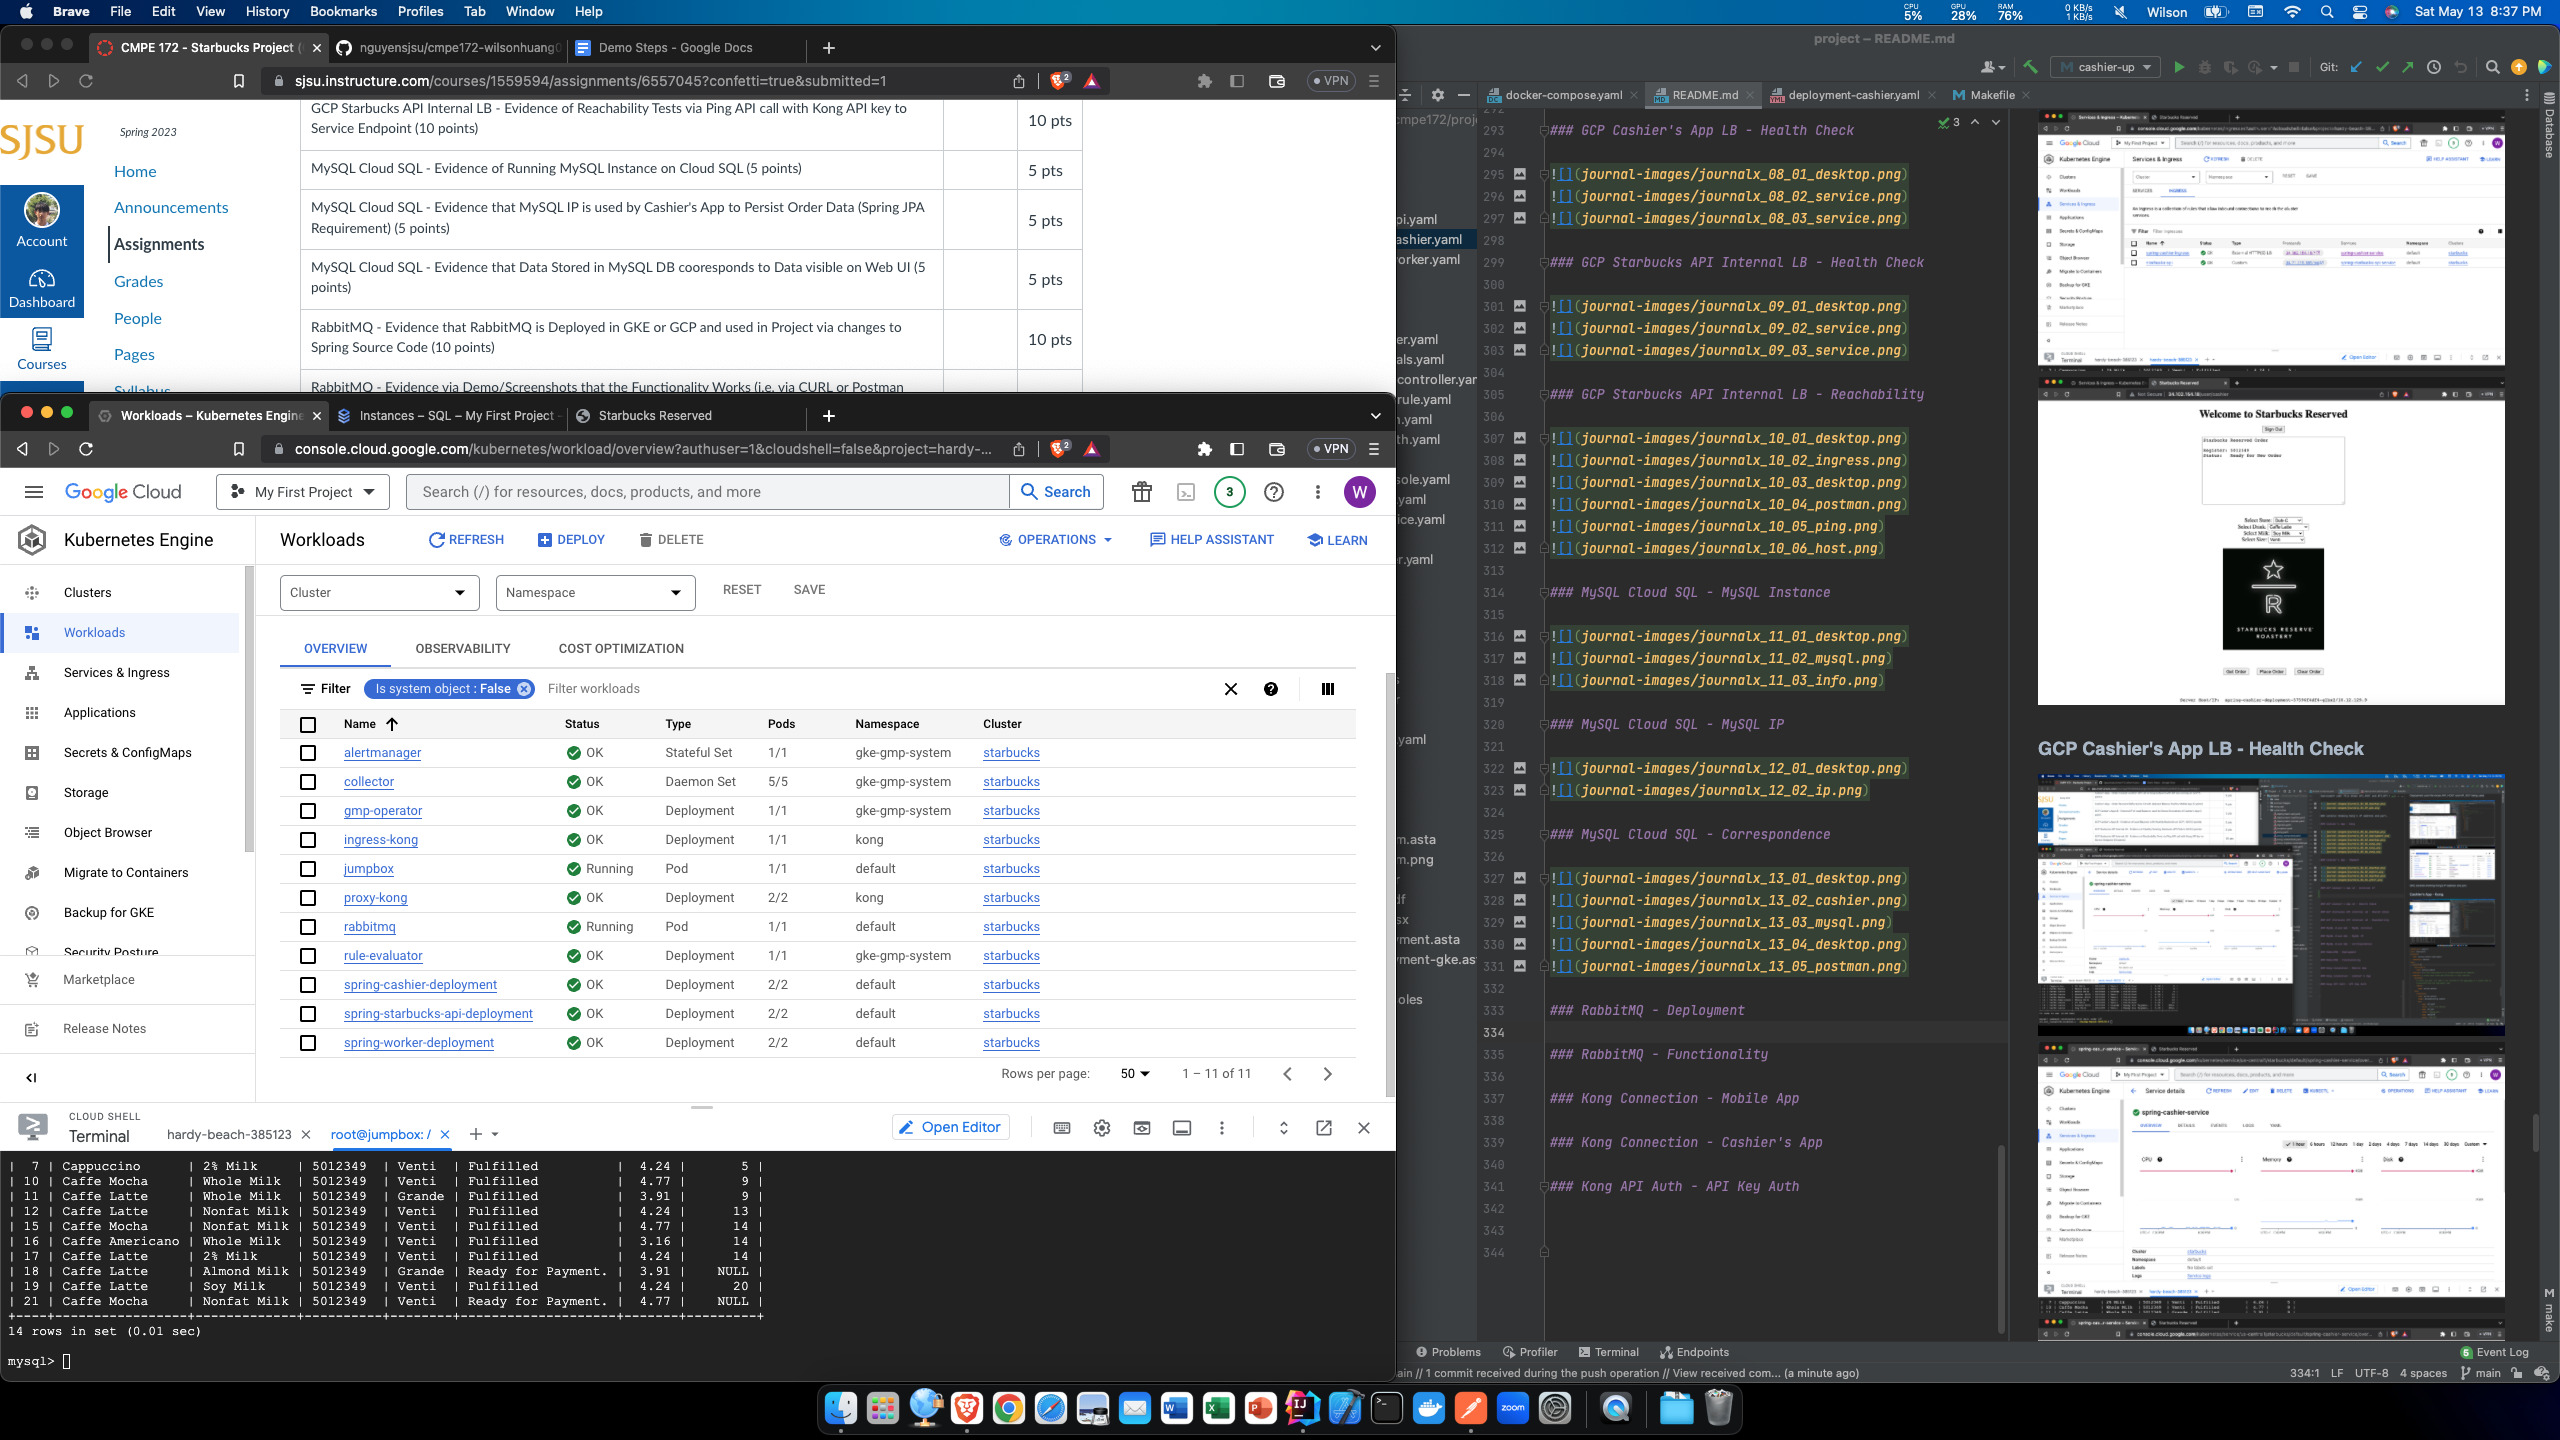 Brave File Edit View History Bookmarks Profiles Tab Window Help
CPU 5% GPU 28% RAM 76% 0 KB/s 1 KB/s Wilson Sat May 13 8:37 PM
CMPE 172 - Starbucks Project (
nguyensjsu/cmpe172-wilsonhuang0
Demo Steps - Google Docs
sjsu.instructure.com/courses/1559594/assignments/6557045?confetti=true&submitted=1
2
VPN
SJSU
Spring 2023
Account
Dashboard
Courses
Home
Announcements
Assignments
Grades
People
Pages
Syllabus
GCP Starbucks API Internal LB - Evidence of Reachability Tests via Ping API call with Kong API key to
Service Endpoint (10 points)
10 pts
MySQL Cloud SQL - Evidence of Running MySQL Instance on Cloud SQL (5 points)
5 pts
MySQL Cloud SQL - Evidence that MySQL IP is used by Cashier's App to Persist Order Data (Spring JPA
Requirement) (5 points)
5 pts
MySQL Cloud SQL - Evidence that Data Stored in MySQL DB cooresponds to Data visible on Web UI (5
points)
5 pts
RabbitMQ - Evidence that RabbitMQ is Deployed in GKE or GCP and used in Project via changes to
Spring Source Code (10 points)
10 pts
RabbitMQ - Evidence via Demo/Screenshots that the Functionality Works (i.e. via CURL or Postman
Workloads – Kubernetes Engine
Instances – SQL – My First Project
Starbucks Reserved
console.cloud.google.com/kubernetes/workload/overview?authuser=1&cloudshell=false&project=hardy-...
2
VPN
Google Cloud
My First Project
Search (/) for resources, docs, products, and more
Search
3
W
Kubernetes Engine
Workloads
REFRESH
DEPLOY
DELETE
OPERATIONS
HELP ASSISTANT
LEARN
Clusters
Workloads
Services & Ingress
Applications
Secrets & ConfigMaps
Storage
Object Browser
Migrate to Containers
Backup for GKE
Security Posture
Marketplace
Release Notes
Cluster
Namespace
RESET
SAVE
OVERVIEW
OBSERVABILITY
COST OPTIMIZATION
Filter
Is system object : False
Filter workloads
Name Status Type Pods Namespace Cluster
alertmanager OK Stateful Set 1/1 gke-gmp-system starbucks
collector OK Daemon Set 5/5 gke-gmp-system starbucks
gmp-operator OK Deployment 1/1 gke-gmp-system starbucks
ingress-kong OK Deployment 1/1 kong starbucks
jumpbox Running Pod 1/1 default starbucks
proxy-kong OK Deployment 2/2 kong starbucks
rabbitmq Running Pod 1/1 default starbucks
rule-evaluator OK Deployment 1/1 gke-gmp-system starbucks
spring-cashier-deployment OK Deployment 2/2 default starbucks
spring-starbucks-api-deployment OK Deployment 2/2 default starbucks
spring-worker-deployment OK Deployment 2/2 default starbucks
Rows per page: 50 1 – 11 of 11
CLOUD SHELL
Terminal
hardy-beach-385123
root@jumpbox: /
Open Editor
| 7 | Cappuccino | 2% Milk | 5012349 | Venti | Fulfilled | 4.24 | 5 |
| 10 | Caffe Mocha | Whole Milk | 5012349 | Venti | Fulfilled | 4.77 | 9 |
| 11 | Caffe Latte | Whole Milk | 5012349 | Grande | Fulfilled | 3.91 | 9 |
| 12 | Caffe Latte | Nonfat Milk | 5012349 | Venti | Fulfilled | 4.24 | 13 |
| 15 | Caffe Mocha | Nonfat Milk | 5012349 | Venti | Fulfilled | 4.77 | 14 |
| 16 | Caffe Americano | Whole Milk | 5012349 | Venti | Fulfilled | 3.16 | 14 |
| 17 | Caffe Latte | 2% Milk | 5012349 | Venti | Fulfilled | 4.24 | 14 |
| 18 | Caffe Latte | Almond Milk | 5012349 | Grande | Ready for Payment. | 3.91 | NULL |
| 19 | Caffe Latte | Soy Milk | 5012349 | Venti | Fulfilled | 4.24 | 20 |
| 21 | Caffe Mocha | Nonfat Milk | 5012349 | Venti | Ready for Payment. | 4.77 | NULL |
14 rows in set (0.01 sec)
mysql>
project – README.md
cashier-up
Git:
docker-compose.yaml
README.md
deployment-cashier.yaml
Makefile
3
293 ### GCP Cashier's App LB - Health Check
294
295 ![](journal-images/journalx_08_01_desktop.png)
296 ![](journal-images/journalx_08_02_service.png)
297 ![](journal-images/journalx_08_03_service.png)
298
299 ### GCP Starbucks API Internal LB - Health Check
300
301 ![](journal-images/journalx_09_01_desktop.png)
302 ![](journal-images/journalx_09_02_service.png)
303 ![](journal-images/journalx_09_03_service.png)
304
305 ### GCP Starbucks API Internal LB - Reachability
306
307 ![](journal-images/journalx_10_01_desktop.png)
308 ![](journal-images/journalx_10_02_ingress.png)
309 ![](journal-images/journalx_10_03_desktop.png)
310 ![](journal-images/journalx_10_04_postman.png)
311 ![](journal-images/journalx_10_05_ping.png)
312 ![](journal-images/journalx_10_06_host.png)
313
314 ### MySQL Cloud SQL - MySQL Instance
315
316 ![](journal-images/journalx_11_01_desktop.png)
317 ![](journal-images/journalx_11_02_mysql.png)
318 ![](journal-images/journalx_11_03_info.png)
319
320 ### MySQL Cloud SQL - MySQL IP
321
322 ![](journal-images/journalx_12_01_desktop.png)
323 ![](journal-images/journalx_12_02_ip.png)
324
325 ### MySQL Cloud SQL - Correspondence
326
327 ![](journal-images/journalx_13_01_desktop.png)
328 ![](journal-images/journalx_13_02_cashier.png)
329 ![](journal-images/journalx_13_03_mysql.png)
330 ![](journal-images/journalx_13_04_desktop.png)
331 ![](journal-images/journalx_13_05_postman.png)
332
333 ### RabbitMQ - Deployment
334
335 ### RabbitMQ - Functionality
336
337 ### Kong Connection - Mobile App
338
339 ### Kong Connection - Cashier's App
340
341 ### Kong API Auth - API Key Auth
342
343
344
Welcome to Starbucks Reserved
STARBUCKS RESERVE
ROASTERY
GCP Cashier's App LB - Health Check
Google Cloud
Kubernetes Engine
Service details
spring-cashier-service
Database
make
Problems
Profiler
Terminal
Endpoints
5 Event Log
ain // 1 commit received during the push operation // View received com... (a minute ago)
334:1 LF UTF-8 4 spaces main
zoom